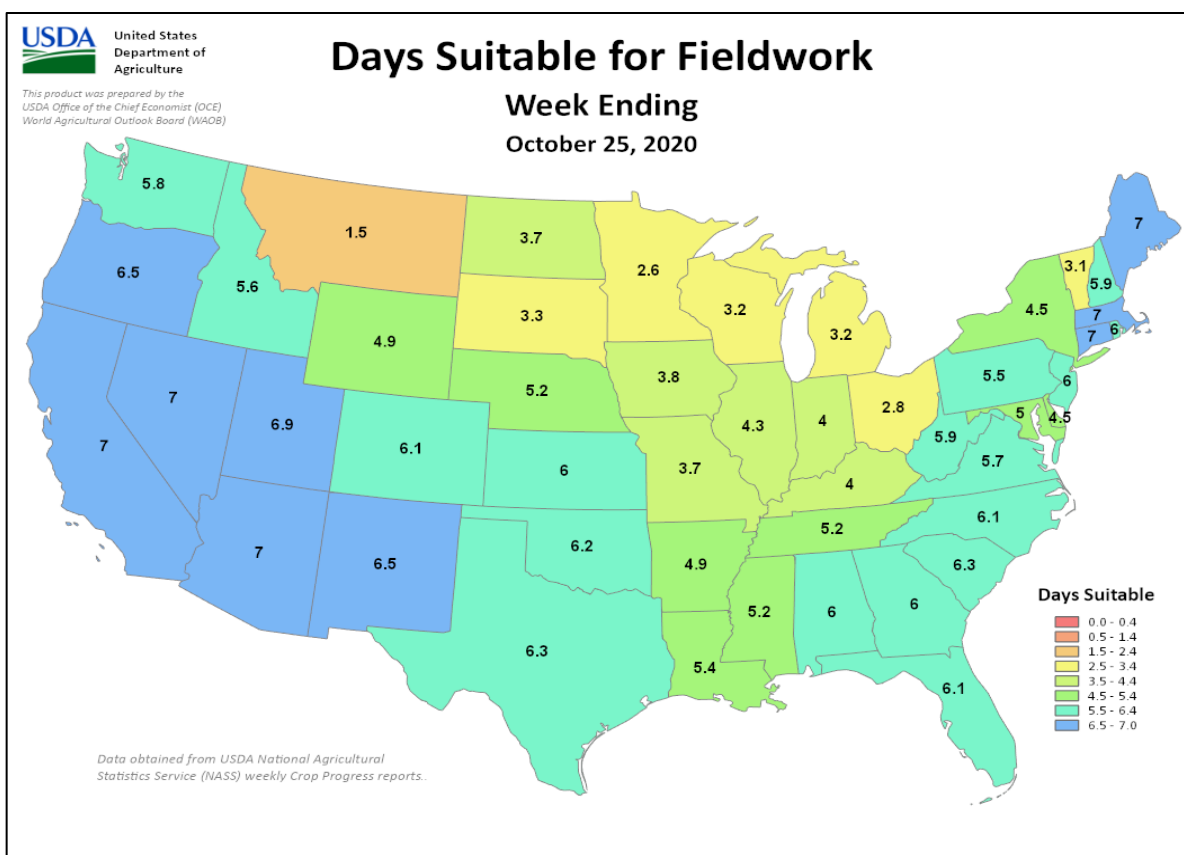 USDA
United States
Department of
Agriculture
This product was prepared by the
USDA Office of the Chief Economist (OCE)
World Agricultural Outlook Board (WAOB)
Days Suitable for Fieldwork
Week Ending
October 25, 2020
5.8
1.5
3.7
2.6
7
6.5
5.6
3.3
3.2
3.2
3.1
5.9
4.5
7
7
6
4.9
5.2
3.8
5.5
6
7
6.9
4.3
4
2.8
5
4.5
7
6.1
6
3.7
4
5.9
5.7
7
6.5
6.2
4.9
5.2
6.1
6.3
6.3
5.4
5.2
6
6
6.1
Days Suitable
0.0 - 0.4
0.5 - 1.4
1.5 - 2.4
2.5 - 3.4
3.5 - 4.4
4.5 - 5.4
5.5 - 6.4
6.5 - 7.0
Data obtained from USDA National Agricultural
Statistics Service (NASS) weekly Crop Progress reports..